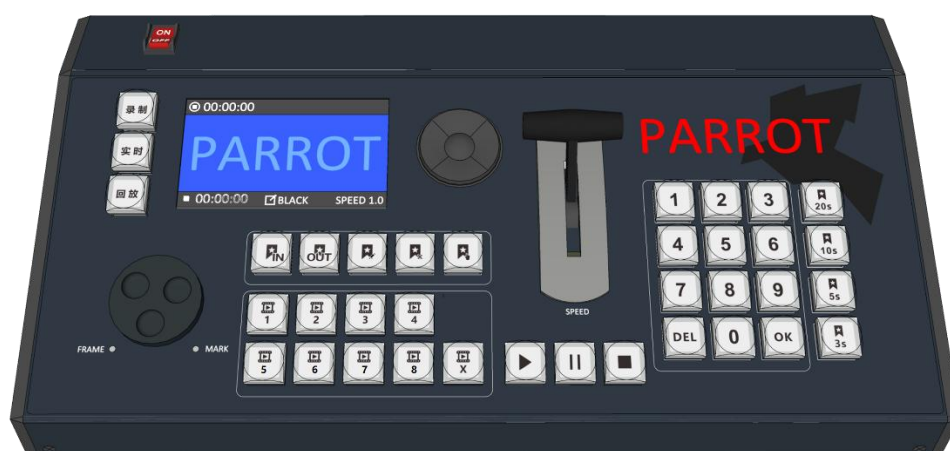 ON
OFF
录制
实时
回放
00:00:00
PARROT
00:00:00 BLACK SPEED 1.0
PARROT
IN
OUT
1 2 3 4
5 6 7 8 X
FRAME
MARK
SPEED
1 2 3 20s
4 5 6 10s
7 8 9 5s
DEL 0 OK 3s